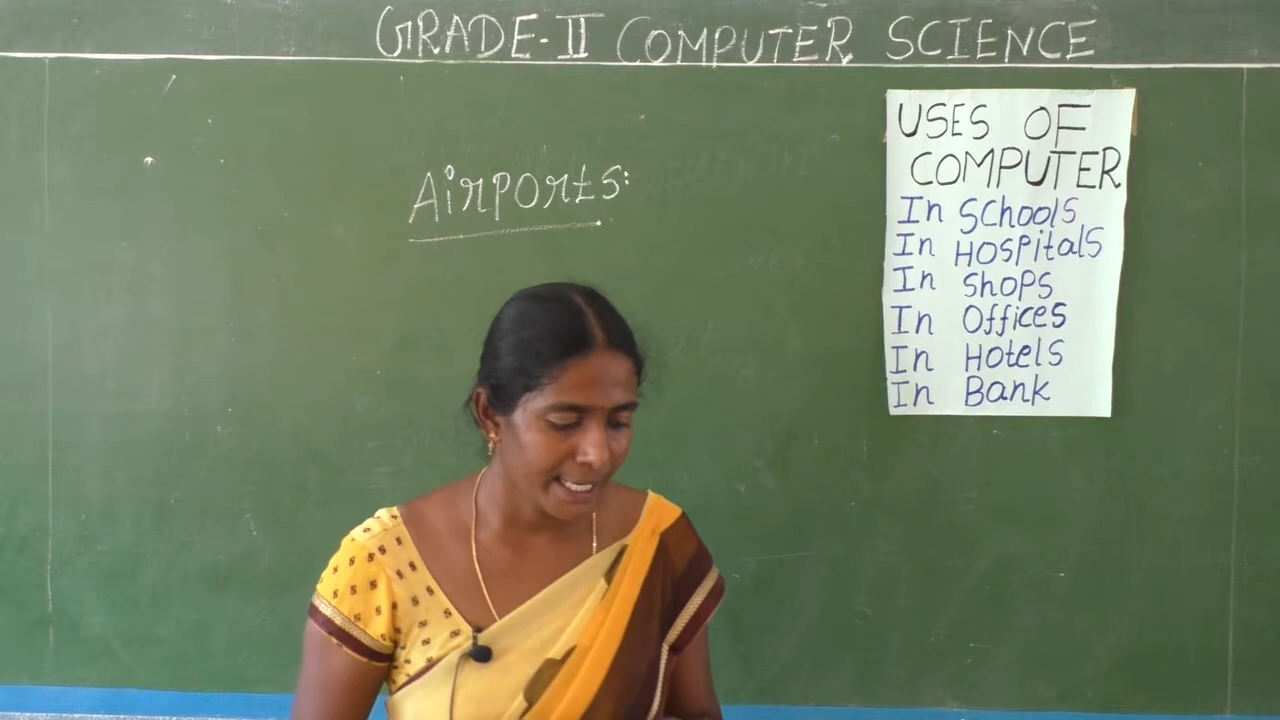 GRADE-II COMPUTER SCIENCE
Airports:
USES OF
COMPUTER
In Schools
In Hospitals
In Shops
In Offices
In Hotels
In Bank